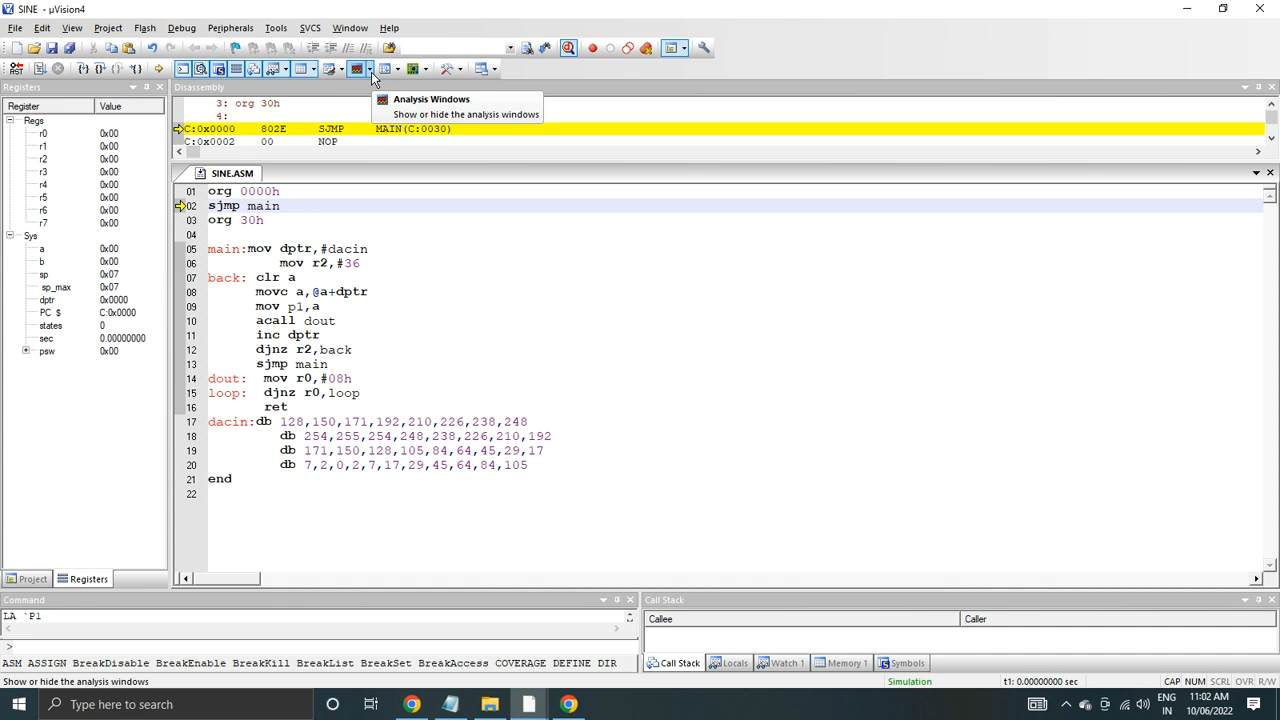 SINE - µVision4
File Edit View Project Flash Debug Peripherals Tools SVCS Window Help
Registers
Disassembly
Register Value
Regs
r0 0x00
r1 0x00
r2 0x00
r3 0x00
r4 0x00
r5 0x00
r6 0x00
r7 0x00
Sys
a 0x00
b 0x00
sp 0x07
sp_max 0x07
dptr 0x0000
PC $ C:0x0000
states 0
sec 0.00000000
psw 0x00
Project Registers
3: org 30h
4:
C:0x0000 802E SJMP MAIN(C:0030)
C:0x0002 00 NOP
Analysis Windows
Show or hide the analysis windows
SINE.ASM
01 org 0000h
02 sjmp main
03 org 30h
04
05 main:mov dptr,#dacin
06 mov r2,#36
07 back: clr a
08 movc a,@a+dptr
09 mov p1,a
10 acall dout
11 inc dptr
12 djnz r2,back
13 sjmp main
14 dout: mov r0,#08h
15 loop: djnz r0,loop
16 ret
17 dacin:db 128,150,171,192,210,226,238,248
18 db 254,255,254,248,238,226,210,192
19 db 171,150,128,105,84,64,45,29,17
20 db 7,2,0,2,7,17,29,45,64,84,105
21 end
22
Command
LA `P1
>
ASM ASSIGN BreakDisable BreakEnable BreakKill BreakList BreakSet BreakAccess COVERAGE DEFINE DIR
Call Stack
Callee Caller
Call Stack Locals Watch 1 Memory 1 Symbols
Show or hide the analysis windows
Simulation t1: 0.00000000 sec CAP NUM SCRL OVR R/W
Type here to search
ENG
IN
11:02 AM
10/06/2022